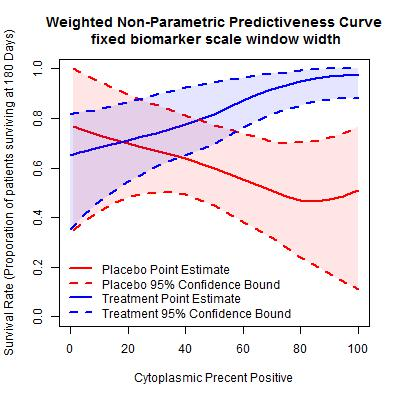 Weighted Non-Parametric Predictiveness Curve
fixed biomarker scale window width
Survival Rate (Proporation of patients surviving at 180 Days)
1.0
0.8
0.6
0.4
0.2
0.0
Placebo Point Estimate
Placebo 95% Confidence Bound
Treatment Point Estimate
Treatment 95% Confidence Bound
0 20 40 60 80 100
Cytoplasmic Precent Positive